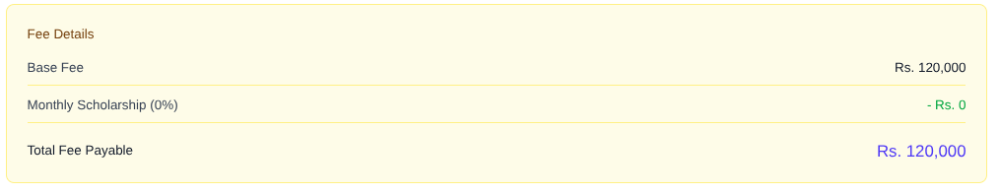 Fee Details
Base Fee Rs. 120,000
Monthly Scholarship (0%) - Rs. 0
Total Fee Payable Rs. 120,000